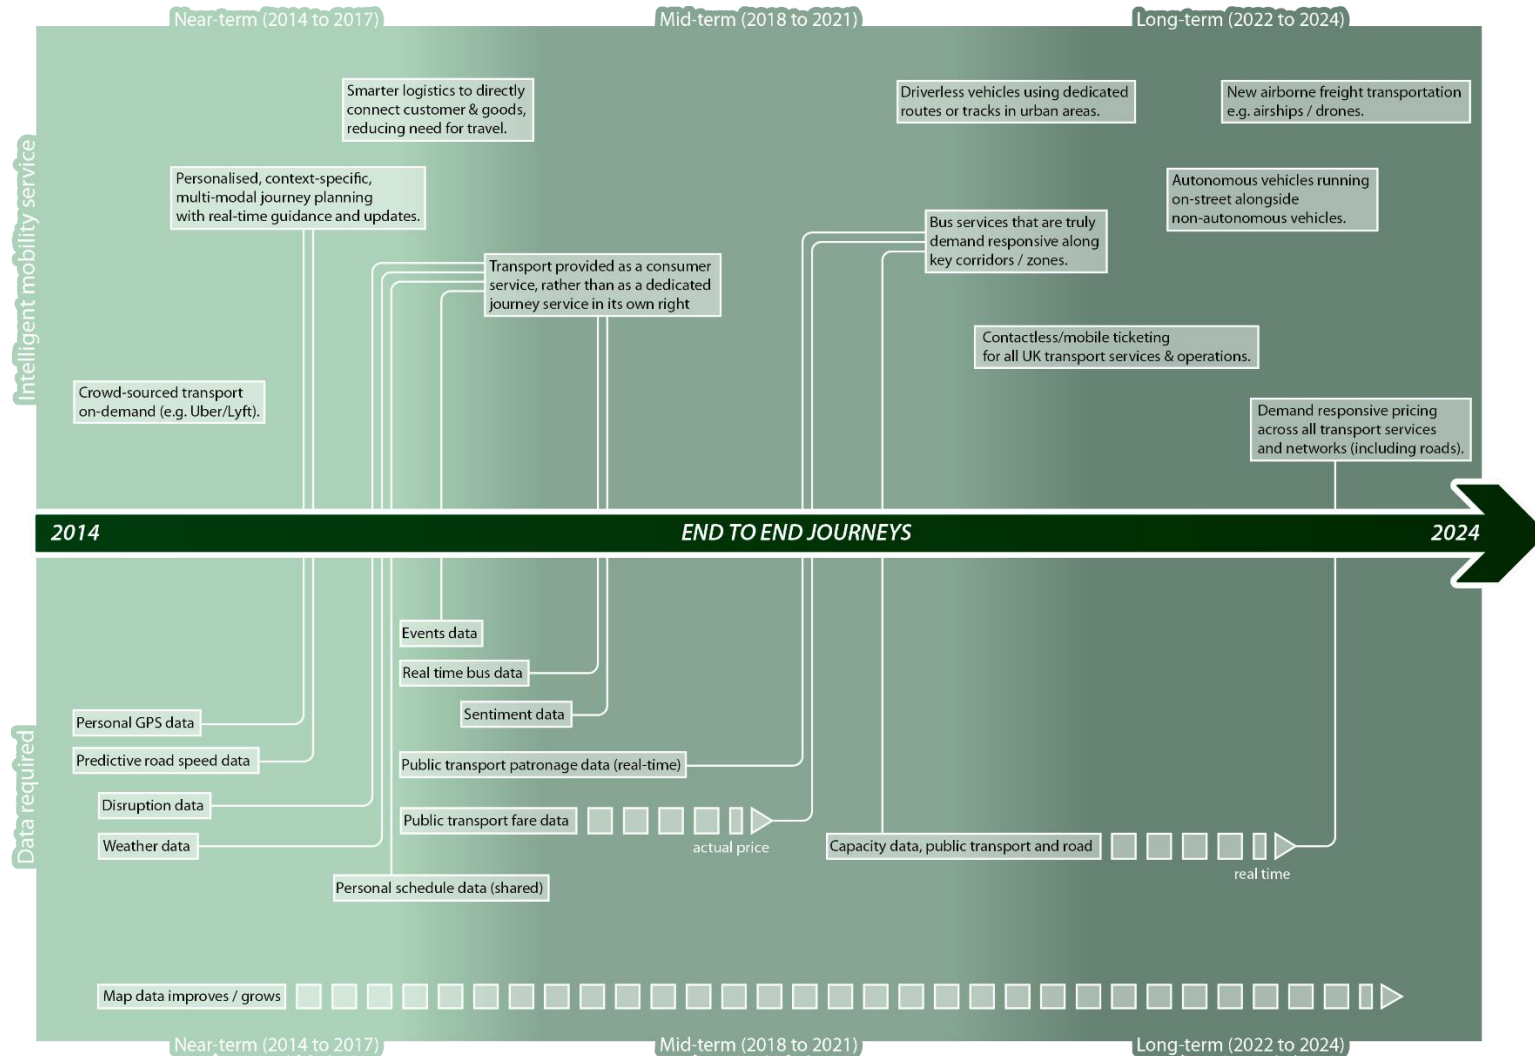 Near-term (2014 to 2017)
Mid-term (2018 to 2021)
Long-term (2022 to 2024)
Intelligent mobility service
Smarter logistics to directly
connect customer & goods,
reducing need for travel.
Driverless vehicles using dedicated
routes or tracks in urban areas.
New airborne freight transportation
e.g. airships / drones.
Personalised, context-specific,
multi-modal journey planning
with real-time guidance and updates.
Autonomous vehicles running
on-street alongside
non-autonomous vehicles.
Bus services that are truly
demand responsive along
key corridors / zones.
Transport provided as a consumer
service, rather than as a dedicated
journey service in its own right
Contactless/mobile ticketing
for all UK transport services & operations.
Crowd-sourced transport
on-demand (e.g. Uber/Lyft).
Demand responsive pricing
across all transport services
and networks (including roads).
2014
END TO END JOURNEYS
2024
Data required
Events data
Real time bus data
Sentiment data
Personal GPS data
Predictive road speed data
Public transport patronage data (real-time)
Disruption data
Public transport fare data
actual price
Weather data
Capacity data, public transport and road
real time
Personal schedule data (shared)
Map data improves / grows
Near-term (2014 to 2017)
Mid-term (2018 to 2021)
Long-term (2022 to 2024)